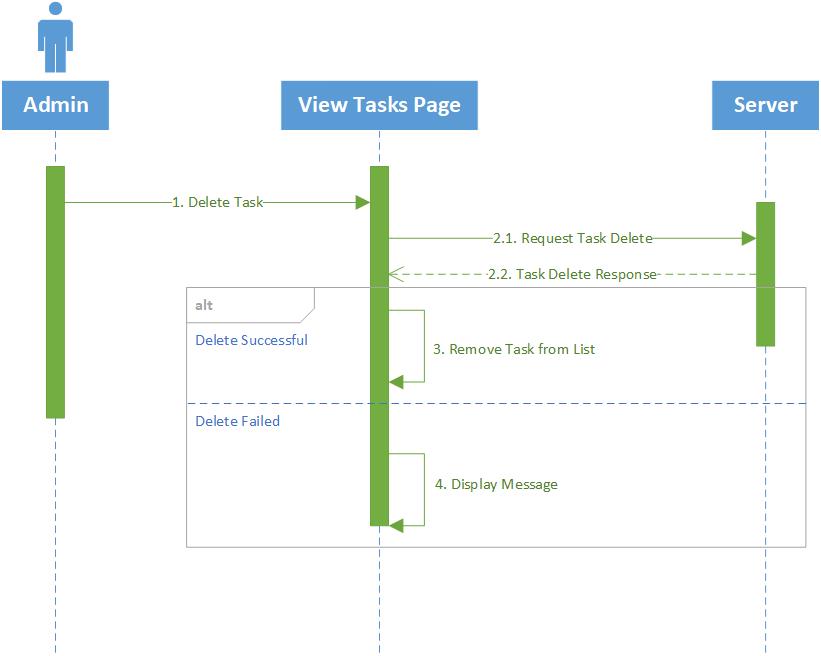 Admin
View Tasks Page
Server
1. Delete Task
2.1. Request Task Delete
2.2. Task Delete Response
alt
Delete Successful
3. Remove Task from List
Delete Failed
4. Display Message